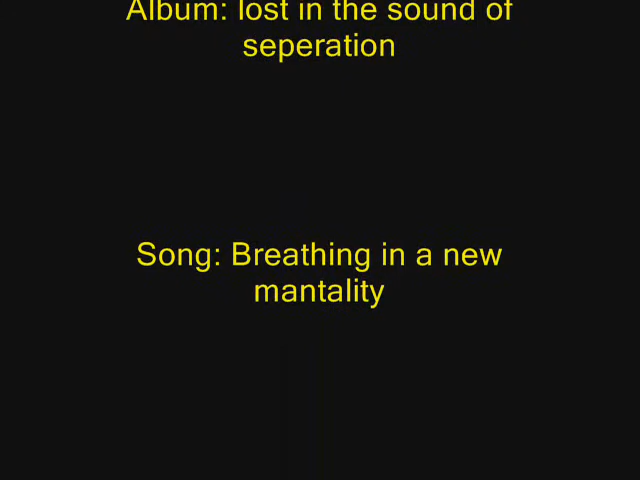 Album: lost in the sound of
seperation
Song: Breathing in a new
mantality